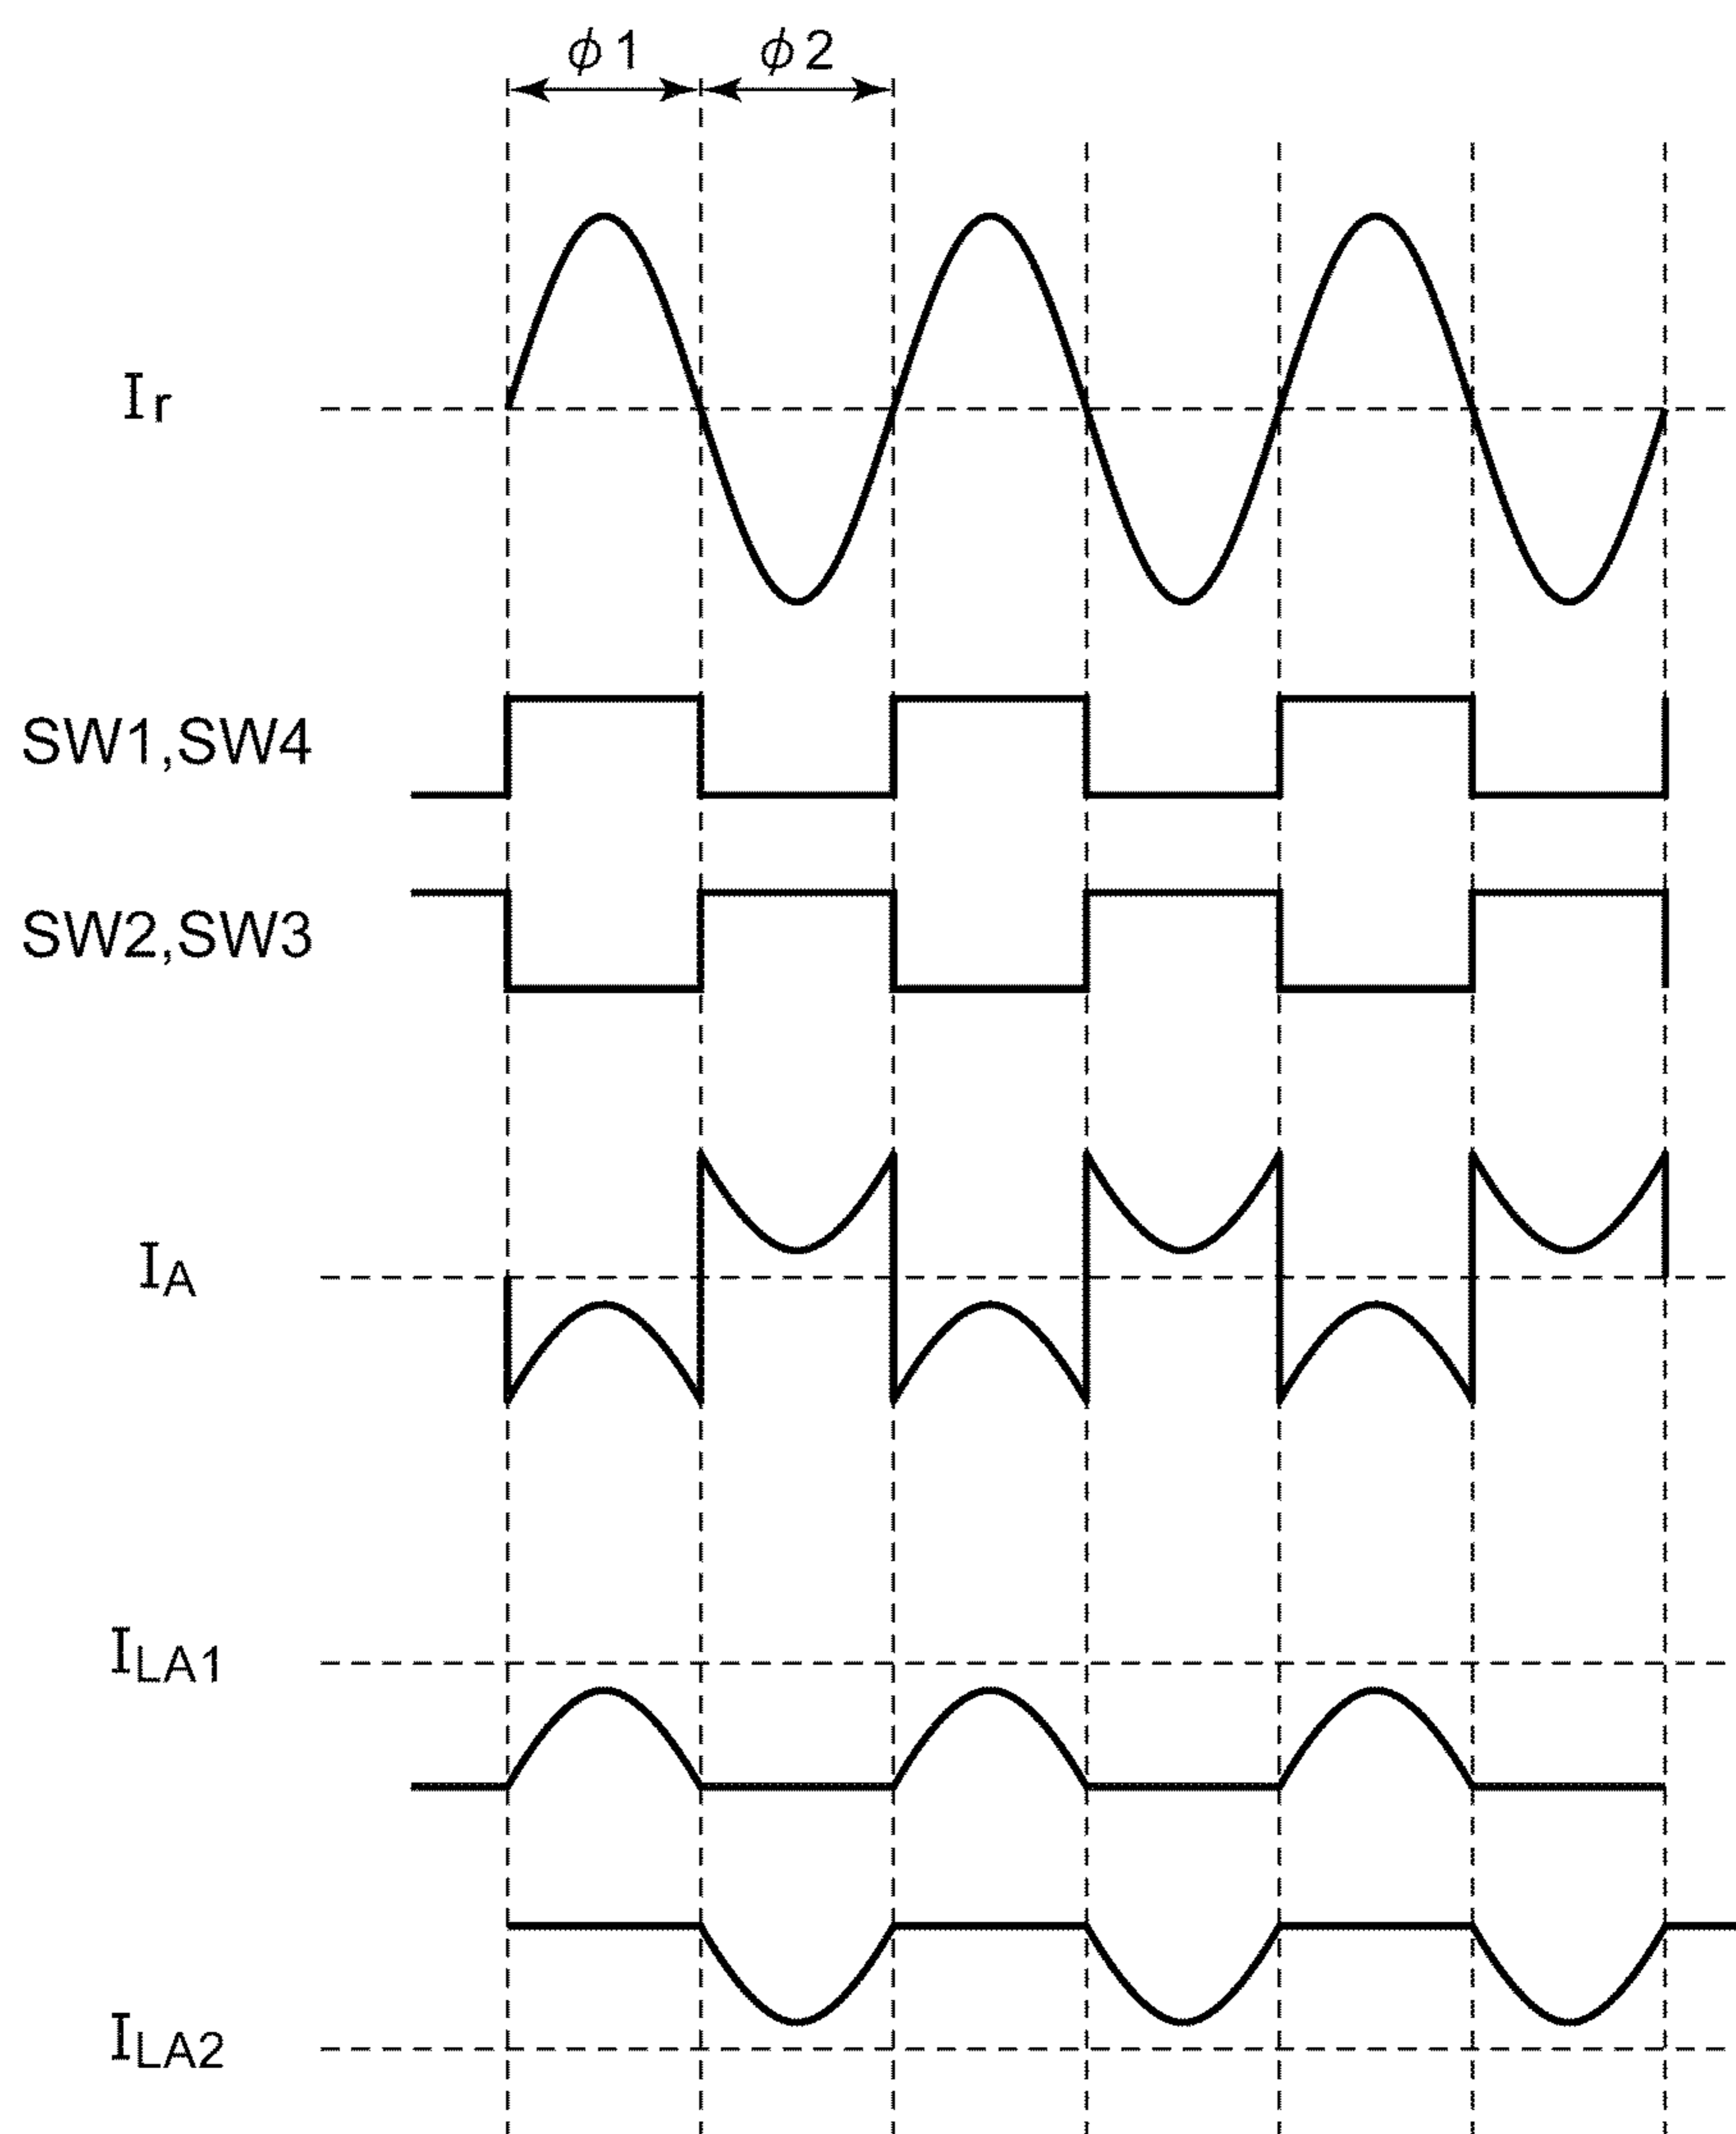 ϕ1 ϕ2
Ir
SW1,SW4
SW2,SW3
IA
ILA1
ILA2